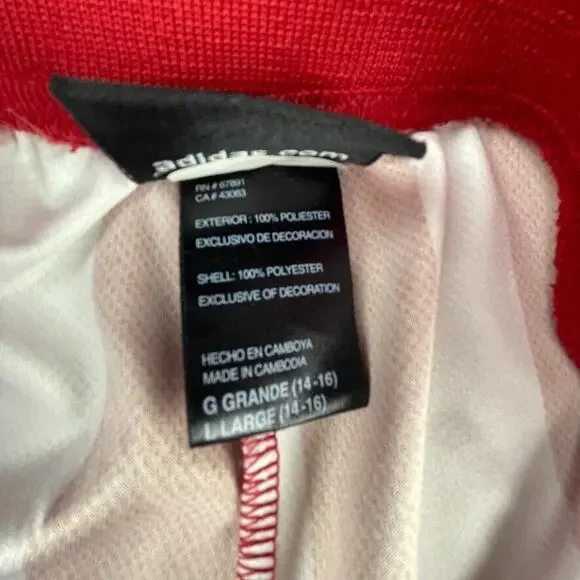 adidas.com
RN # 67891
CA # 43063
EXTERIOR: 100% POLIESTER
EXCLUSIVO DE DECORACION
SHELL: 100% POLYESTER
EXCLUSIVE OF DECORATION
HECHO EN CAMBOYA
MADE IN CAMBODIA
G GRANDE (14-16)
L LARGE (14-16)